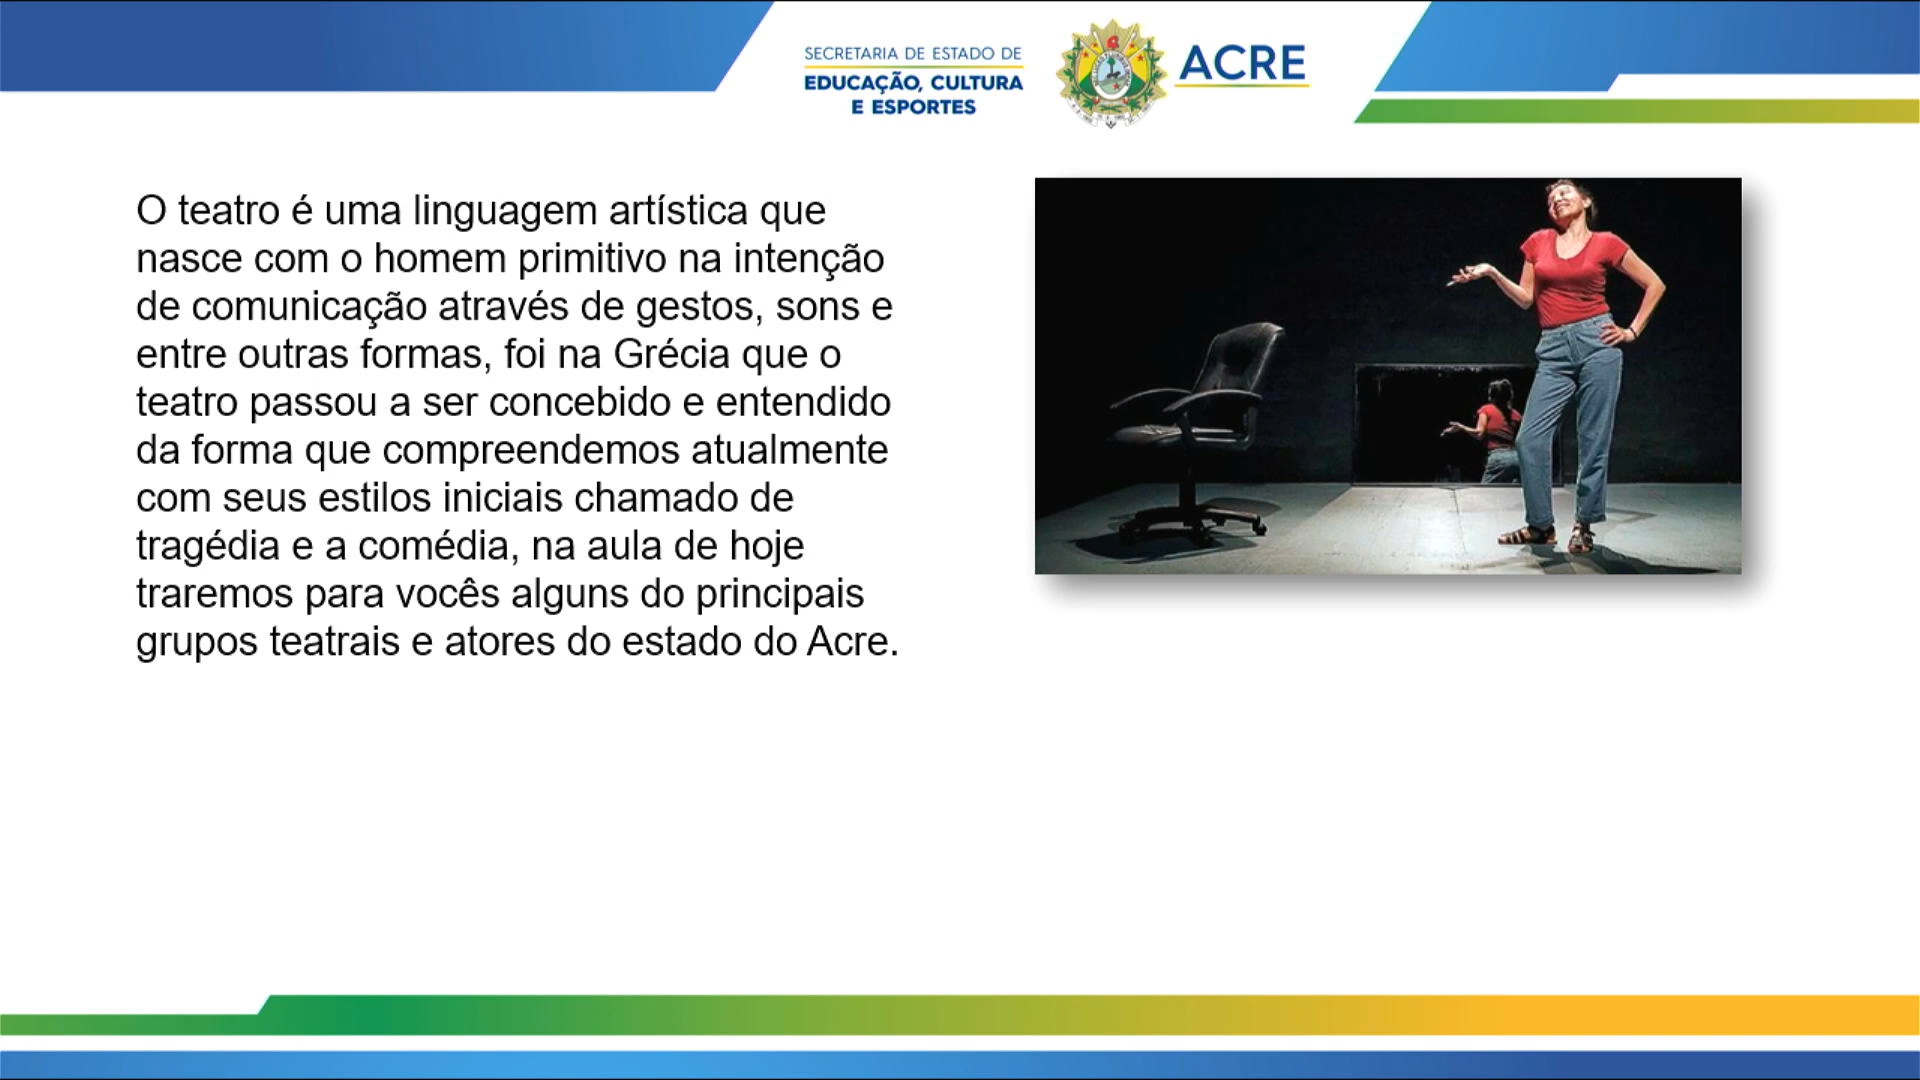 SECRETARIA DE ESTADO DE
EDUCAÇÃO, CULTURA
E ESPORTES
ACRE
O teatro é uma linguagem artística que
nasce com o homem primitivo na intenção
de comunicação através de gestos, sons e
entre outras formas, foi na Grécia que o
teatro passou a ser concebido e entendido
da forma que compreendemos atualmente
com seus estilos iniciais chamado de
tragédia e a comédia, na aula de hoje
traremos para vocês alguns do principais
grupos teatrais e atores do estado do Acre.